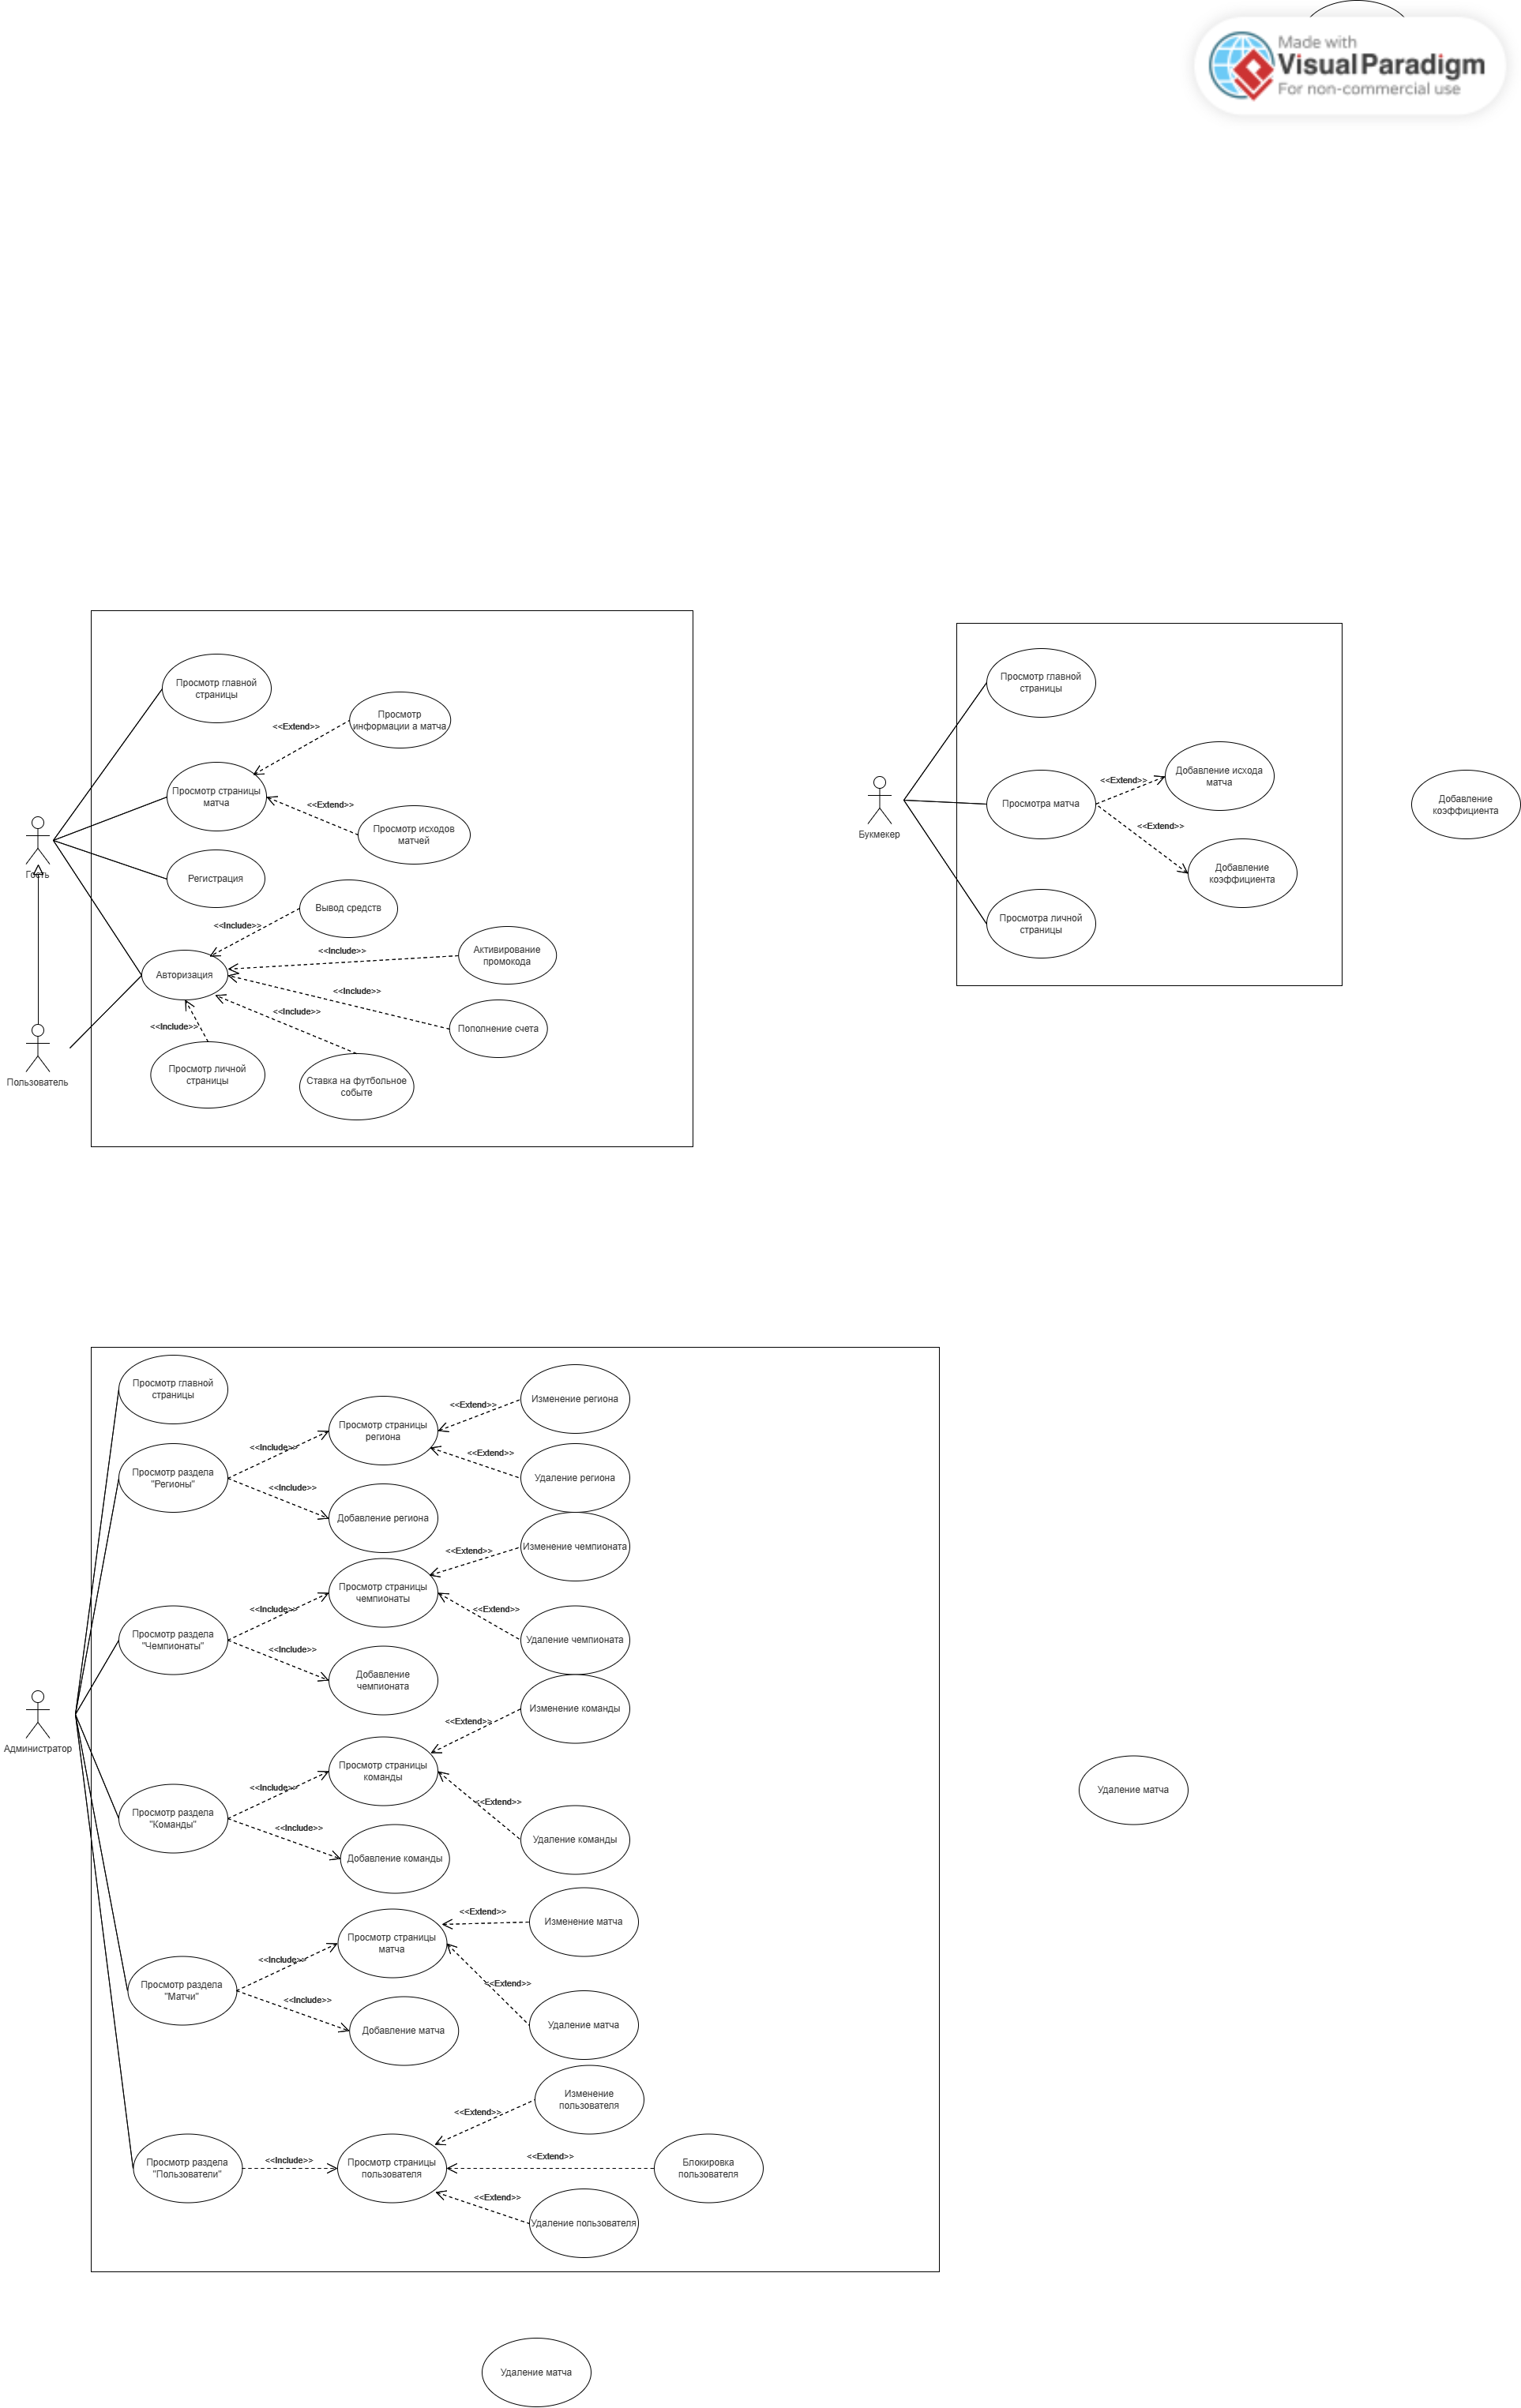 Made with
Visual Paradigm
For non-commercial use
Просмотр главной
страницы
Просмотр
информации а матча
<<Extend>>
Просмотр страницы
матча
<<Extend>>
Просмотр исходов
матчей
Гость
Регистрация
Вывод средств
<<Include>>
Активирование
промокода
<<Include>>
Авторизация
<<Include>>
<<Include>>
<<Include>>
Пополнение счета
Просмотр личной
страницы
Ставка на футбольное
событе
Пользователь
Просмотр главной
страницы
Добавление исхода
матча
<<Extend>>
Просмотра матча
<<Extend>>
Букмекер
Добавление
коэффициента
Просмотра личной
страницы
Добавление
коэффициента
Просмотр главной
страницы
Изменение региона
<<Extend>>
Просмотр страницы
региона
<<Include>>
<<Extend>>
Просмотр раздела
"Регионы"
Удаление региона
<<Include>>
Добавление региона
Изменение чемпионата
<<Extend>>
Просмотр страницы
чемпионаты
<<Include>>
<<Extend>>
Просмотр раздела
"Чемпионаты"
Удаление чемпионата
<<Include>>
Добавление
чемпионата
Изменение команды
<<Extend>>
Администратор
Просмотр страницы
команды
<<Include>>
<<Extend>>
Просмотр раздела
"Команды"
<<Include>>
Удаление команды
Добавление команды
Удаление матча
Изменение матча
<<Extend>>
Просмотр страницы
матча
<<Include>>
<<Extend>>
Просмотр раздела
"Матчи"
<<Include>>
Удаление матча
Добавление матча
Изменение
пользователя
<<Extend>>
Просмотр раздела
"Пользователи"
<<Include>>
Просмотр страницы
пользователя
<<Extend>>
Блокировка
пользователя
<<Extend>>
Удаление пользователя
Удаление матча